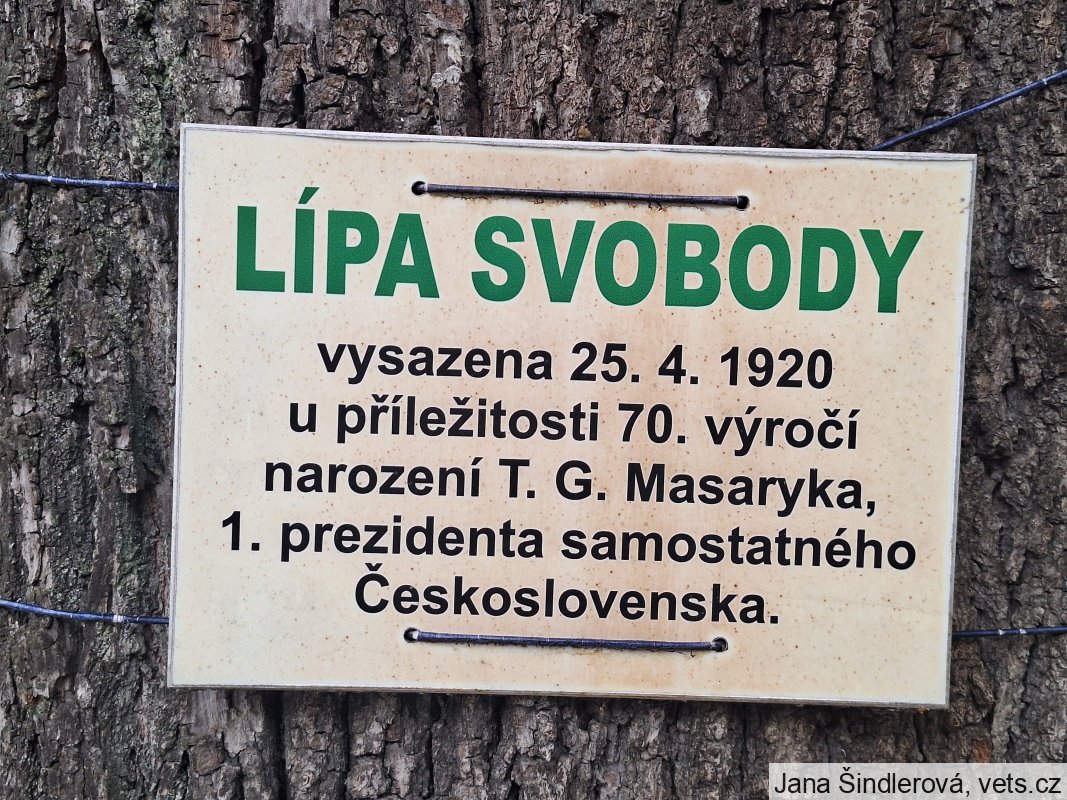 LÍPA SVOBODY
vysazena 25. 4. 1920
u příležitosti 70. výročí
narození T. G. Masaryka,
1. prezidenta samostatného
Československa.
Jana Šindlerová, vets.cz